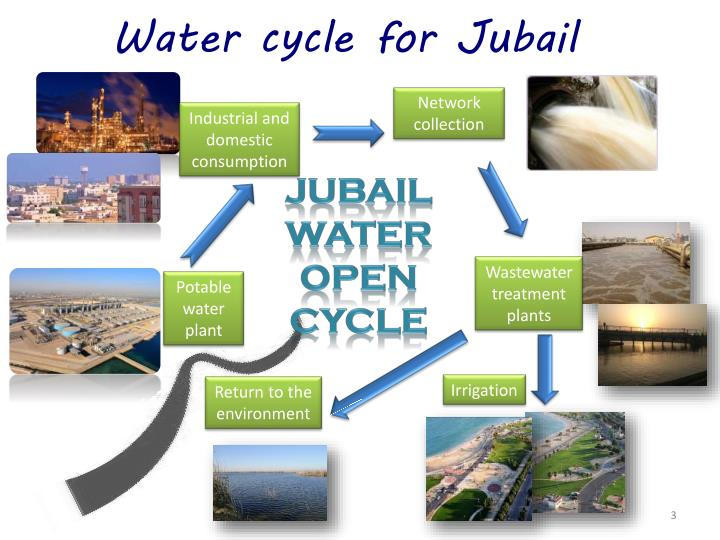 Water cycle for Jubail
Industrial and
domestic
consumption
Network
collection
JUBAIL
WATER
OPEN
CYCLE
Potable
water
plant
Wastewater
treatment
plants
Return to the
environment
Irrigation
3